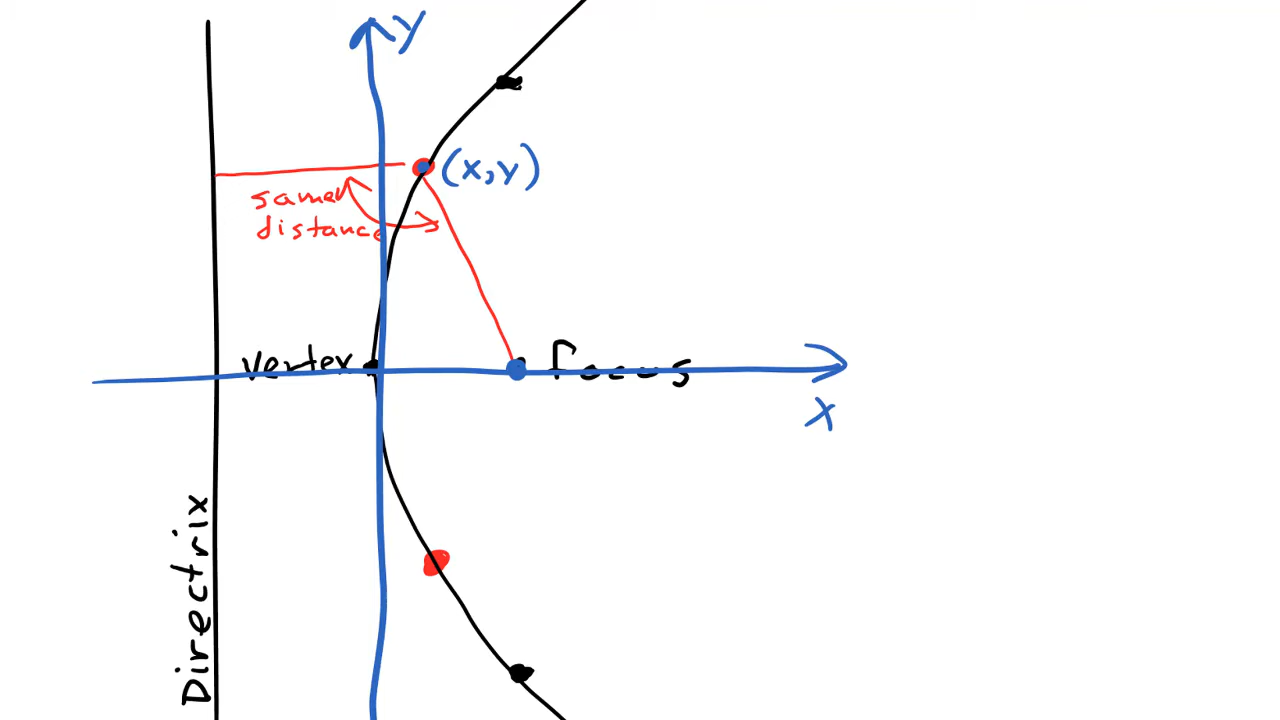 y
(x,y)
same
distance
vertex
focus
x
Directrix